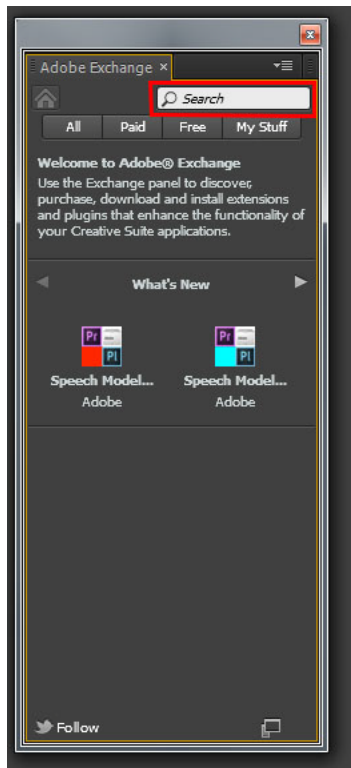 Adobe Exchange ×
Search
All Paid Free My Stuff
Welcome to Adobe® Exchange
Use the Exchange panel to discover,
purchase, download and install extensions
and plugins that enhance the functionality of
your Creative Suite applications.
What's New
Pr Pr
Pl Pl
Speech Model... Speech Model...
Adobe Adobe
Follow